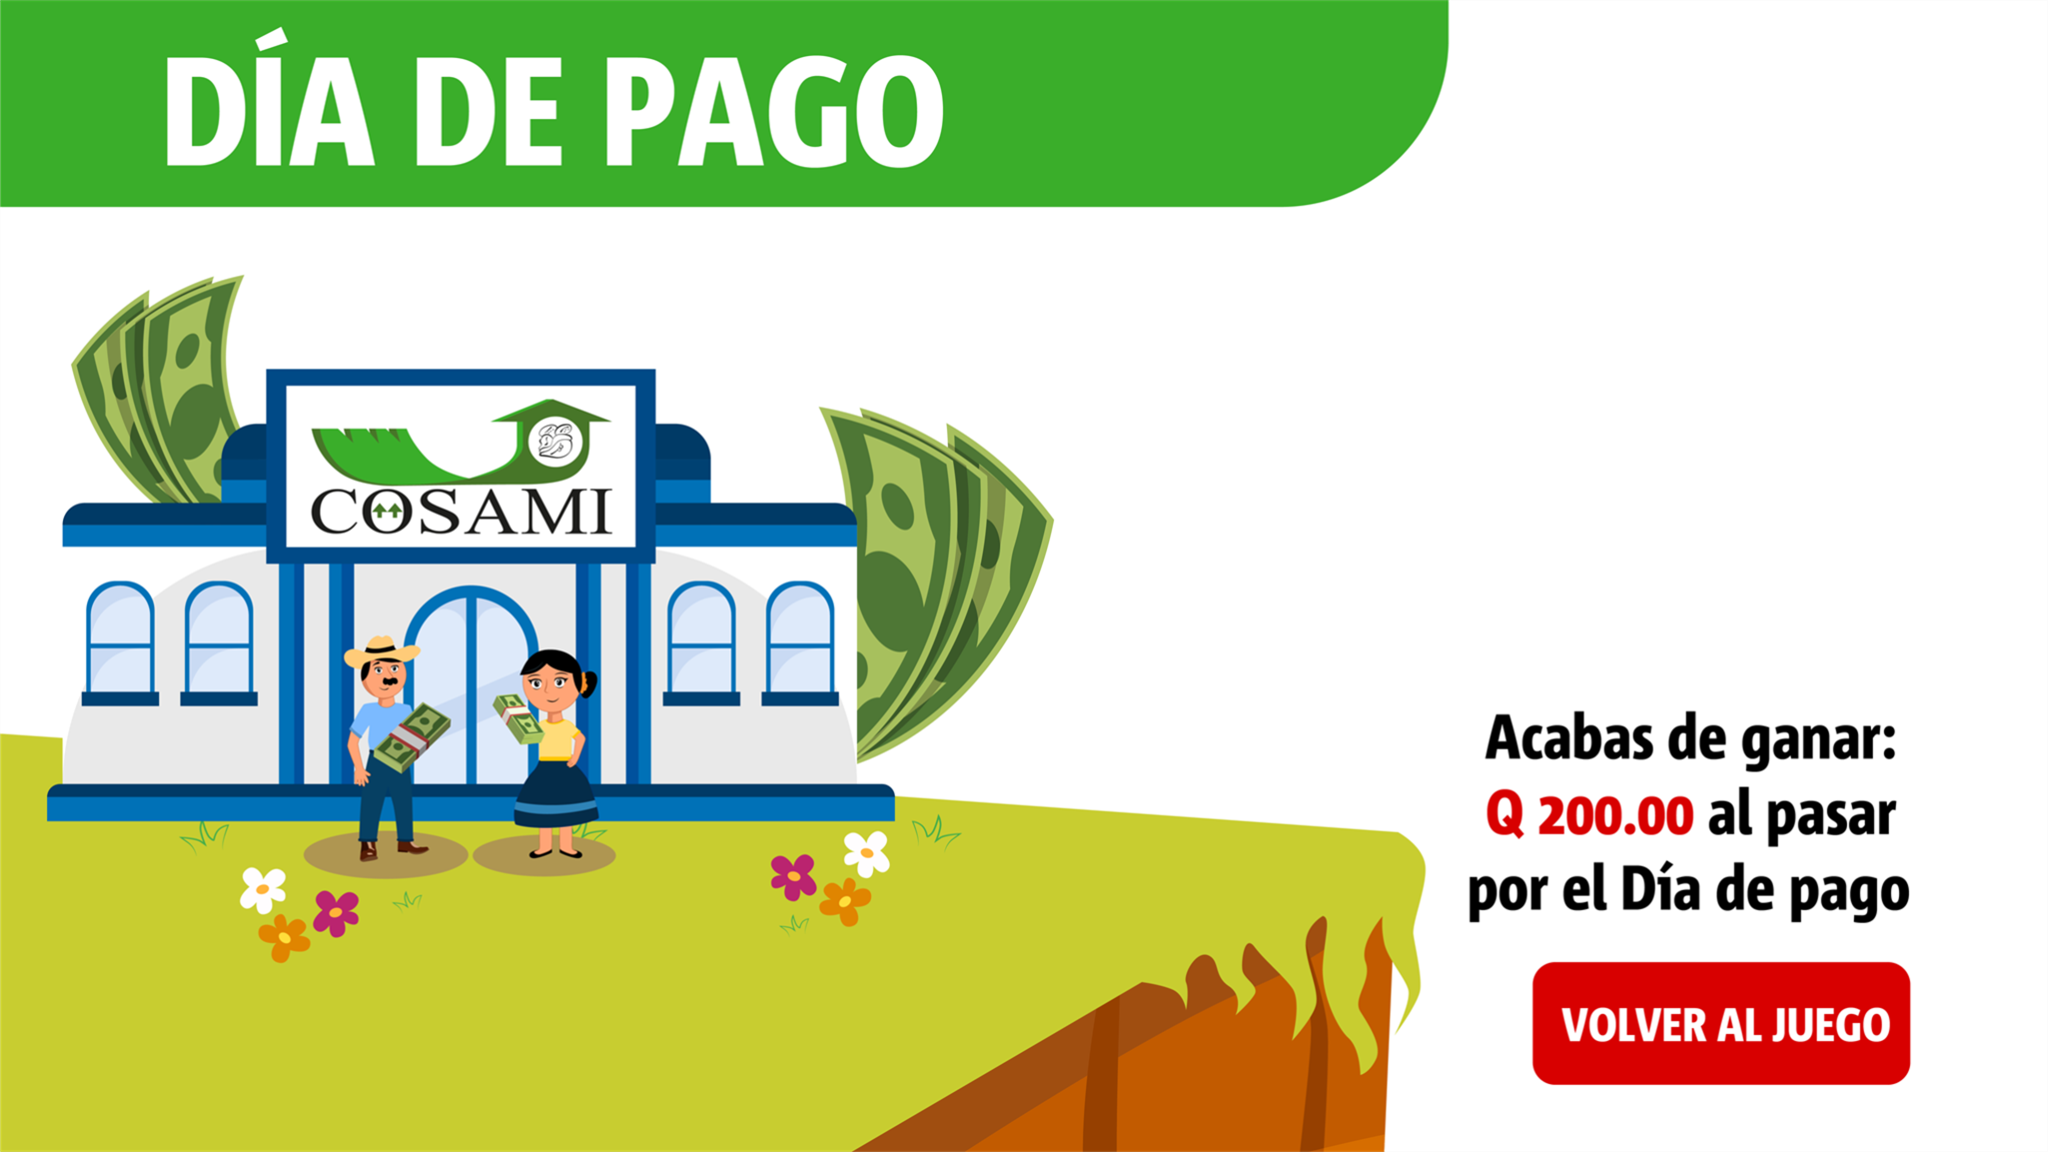 DÍA DE PAGO
COSAMI
Acabas de ganar:
Q 200.00 al pasar
por el Día de pago
VOLVER AL JUEGO